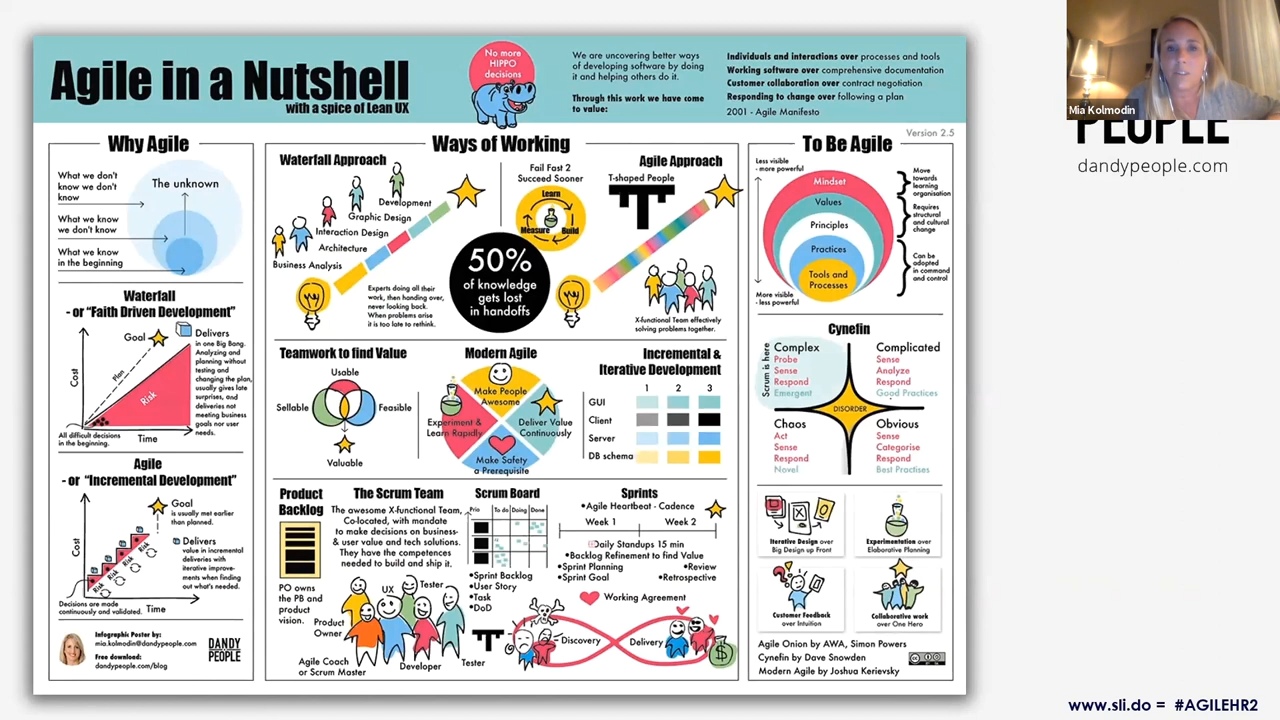 Agile in a Nutshell
with a spice of Lean UX
No more
HIPPO
decisions
We are uncovering better ways
of developing software by doing
it and helping others do it.
Through this work we have come
to value:
Individuals and interactions over processes and tools
Working software over comprehensive documentation
Customer collaboration over contract negotiation
Responding to change over following a plan
2001 - Agile Manifesto
Version 2.5
Why Agile
What we don't
know we don't
know
What we know
we don't know
What we know
in the beginning
The unknown
Waterfall
- or “Faith Driven Development”
Goal
Plan
Risk
Cost
Time
Delivers
in one Big Bang.
Analyzing and
planning without
testing and
changing the plan,
usually gives late
surprises, and
deliveries not
meeting business
goals nor user
needs.
All difficult decisions
in the beginning.
Agile
- or “Incremental Development”
Goal
is usually met earlier
than planned.
Cost
Time
Risk
Risk
Risk
Risk
Delivers
value in incremental
deliveries with
iterative improve-
ments when finding
out what's needed.
Decisions are made
continuously and validated.
Infographic Poster by:
mia.kolmodin@dandypeople.com
Free download:
dandypeople.com/blog
DANDY
PEOPLE
Ways of Working
Waterfall Approach
Development
Graphic Design
Interaction Design
Architecture
Business Analysis
Experts doing all their
work, then handing over,
never looking back.
When problems arise
it is too late to rethink.
50%
of knowledge
gets lost
in handoffs
Fail Fast 2
Succeed Sooner
Learn
Measure
Build
Agile Approach
T-shaped People
X-functional Team effectively
solving problems together.
Teamwork to find Value
Usable
Sellable
Feasible
Valuable
Modern Agile
Make People
Awesome
Experiment &
Learn Rapidly
Deliver Value
Continuously
Make Safety
a Prerequisite
Incremental &
Iterative Development
1 2 3
GUI
Client
Server
DB schema
Product
Backlog
PO owns
the PB and
product
vision.
The Scrum Team
The awesome X-functional Team,
Co-located, with mandate
to make decisions on business-
& user value and tech solutions.
They have the competences
needed to build and ship it.
UX
Tester
Product
Owner
Agile Coach
or Scrum Master
Developer
Tester
Scrum Board
Prio To do Doing Done
•Sprint Backlog
•User Story
•Task
•DoD
Sprints
•Agile Heartbeat - Cadence
Week 1 Week 2
Daily Standups 15 min
•Backlog Refinement to find Value
•Sprint Planning •Review
•Sprint Goal •Retrospective
Working Agreement
Discovery
Delivery
$
To Be Agile
Less visible
- more powerful
More visible
- less powerful
Mindset
Values
Principles
Practices
Tools and
Processes
Move
towards
learning
organisation
Requires
structural
and cultural
change
Can be
adopted
in command
and control
Cynefin
Scrum is here
Complex
Probe
Sense
Respond
Emergent
Complicated
Sense
Analyze
Respond
Good Practices
DISORDER
Chaos
Act
Sense
Respond
Novel
Obvious
Sense
Categorise
Respond
Best Practises
Iterative Design over
Big Design up Front
Experimentation over
Elaborative Planning
Customer Feedback
over Intuition
Collaborative work
over One Hero
Agile Onion by AWA, Simon Powers
Cynefin by Dave Snowden
Modern Agile by Joshua Kerievsky
Mia Kolmodin
PEOPLE
dandypeople.com
www.sli.do = #AGILEHR2